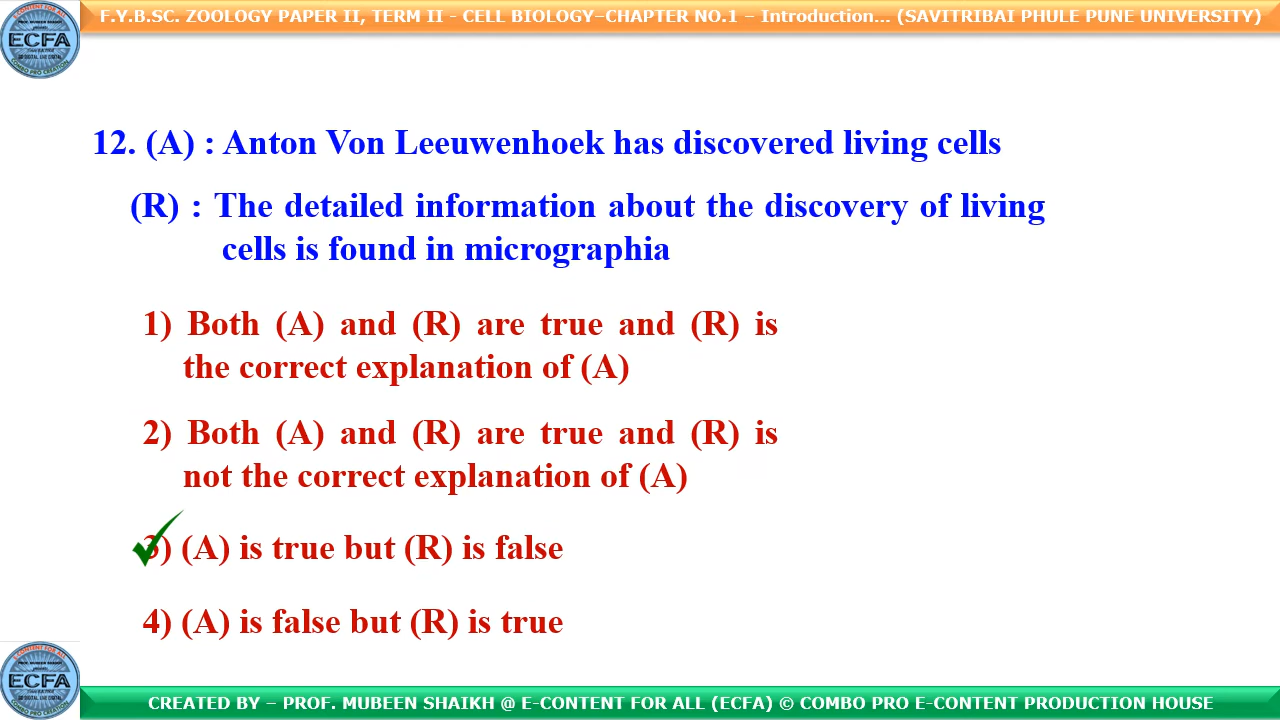 F.Y.B.SC. ZOOLOGY PAPER II, TERM II - CELL BIOLOGY–CHAPTER NO.1 – Introduction... (SAVITRIBAI PHULE PUNE UNIVERSITY)
ECFA
12. (A) : Anton Von Leeuwenhoek has discovered living cells
(R) : The detailed information about the discovery of living
cells is found in micrographia
1) Both (A) and (R) are true and (R) is
the correct explanation of (A)
2) Both (A) and (R) are true and (R) is
not the correct explanation of (A)
3) (A) is true but (R) is false
4) (A) is false but (R) is true
ECFA
CREATED BY – PROF. MUBEEN SHAIKH @ E-CONTENT FOR ALL (ECFA) © COMBO PRO E-CONTENT PRODUCTION HOUSE